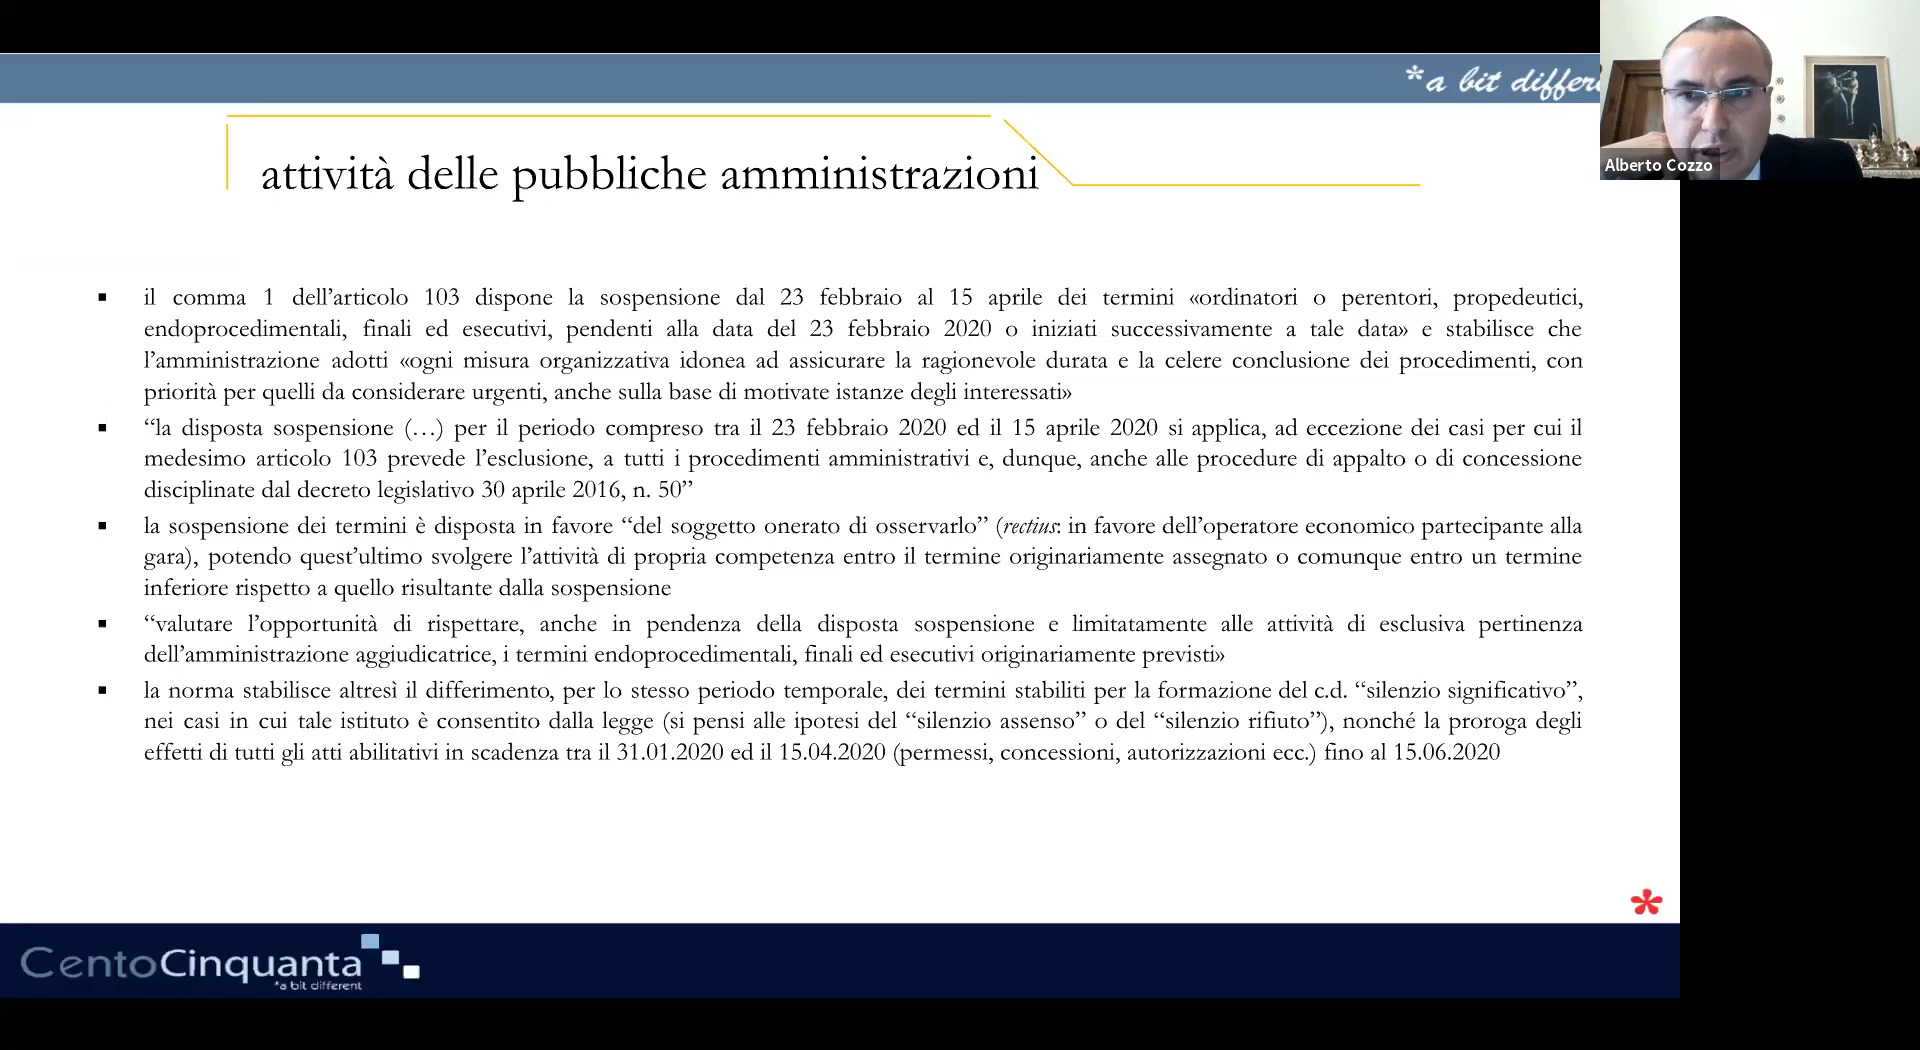 *a bit differ
Alberto Cozzo
attività delle pubbliche amministrazioni
▪ il comma 1 dell’articolo 103 dispone la sospensione dal 23 febbraio al 15 aprile dei termini «ordinatori o perentori, propedeutici,
endoprocedimentali, finali ed esecutivi, pendenti alla data del 23 febbraio 2020 o iniziati successivamente a tale data» e stabilisce che
l’amministrazione adotti «ogni misura organizzativa idonea ad assicurare la ragionevole durata e la celere conclusione dei procedimenti, con
priorità per quelli da considerare urgenti, anche sulla base di motivate istanze degli interessati»
▪ “la disposta sospensione (…) per il periodo compreso tra il 23 febbraio 2020 ed il 15 aprile 2020 si applica, ad eccezione dei casi per cui il
medesimo articolo 103 prevede l’esclusione, a tutti i procedimenti amministrativi e, dunque, anche alle procedure di appalto o di concessione
disciplinate dal decreto legislativo 30 aprile 2016, n. 50”
▪ la sospensione dei termini è disposta in favore “del soggetto onerato di osservarlo” (rectius: in favore dell’operatore economico partecipante alla
gara), potendo quest’ultimo svolgere l’attività di propria competenza entro il termine originariamente assegnato o comunque entro un termine
inferiore rispetto a quello risultante dalla sospensione
▪ “valutare l’opportunità di rispettare, anche in pendenza della disposta sospensione e limitatamente alle attività di esclusiva pertinenza
dell’amministrazione aggiudicatrice, i termini endoprocedimentali, finali ed esecutivi originariamente previsti»
▪ la norma stabilisce altresì il differimento, per lo stesso periodo temporale, dei termini stabiliti per la formazione del c.d. “silenzio significativo”,
nei casi in cui tale istituto è consentito dalla legge (si pensi alle ipotesi del “silenzio assenso” o del “silenzio rifiuto”), nonché la proroga degli
effetti di tutti gli atti abilitativi in scadenza tra il 31.01.2020 ed il 15.04.2020 (permessi, concessioni, autorizzazioni ecc.) fino al 15.06.2020
*
CentoCinquanta
*a bit different